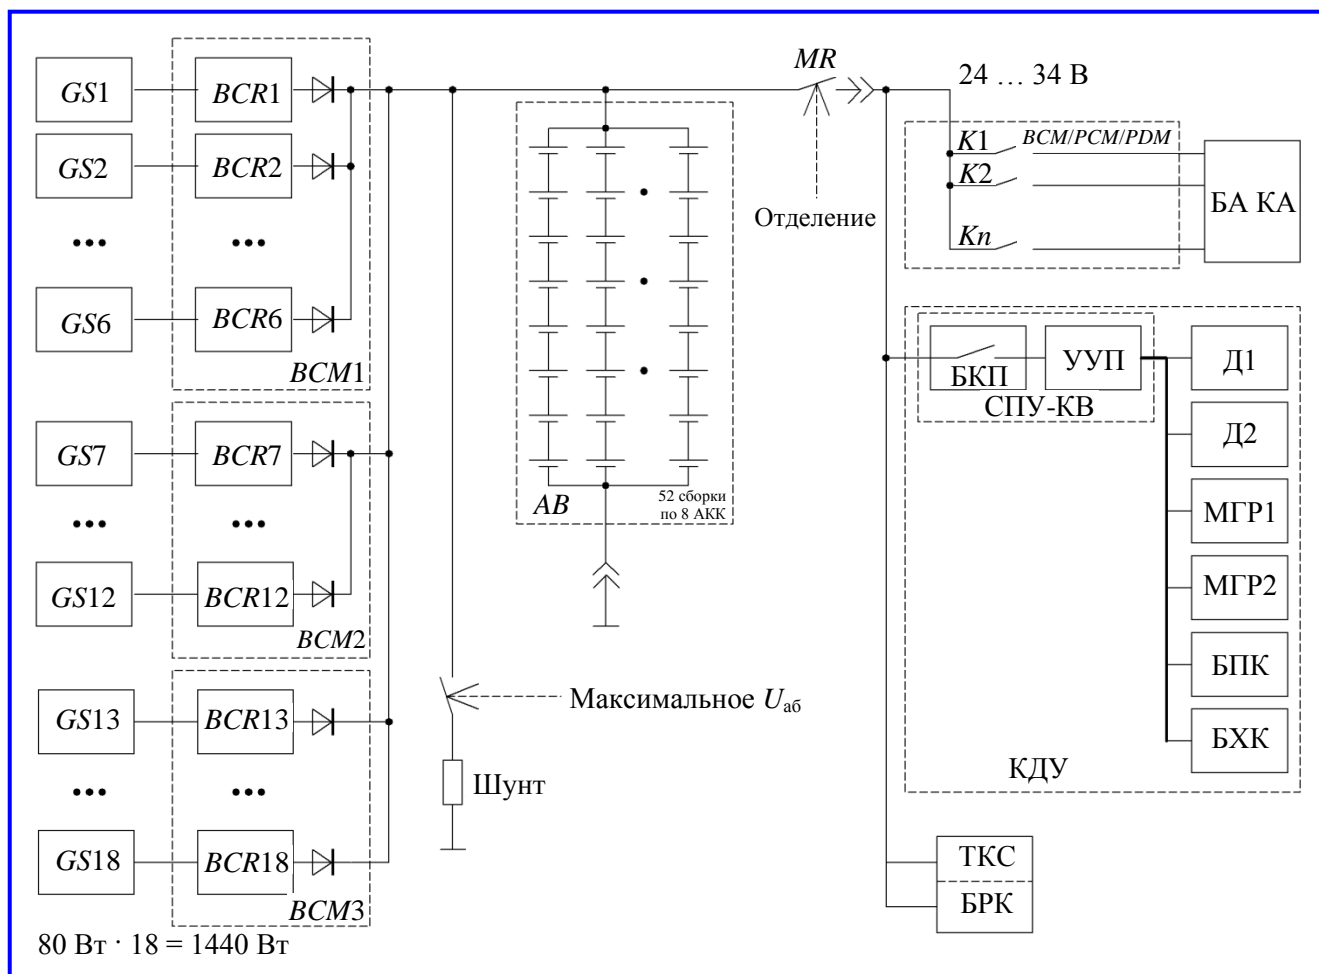 GS1
BCR1
GS2
BCR2
•••
•••
GS6
BCR6
BCM1
GS7
BCR7
•••
•••
GS12
BCR12
BCM2
GS13
BCR13
•••
•••
GS18
BCR18
BCM3
80 Вт · 18 = 1440 Вт
AB
52 сборки
по 8 АКК
Максимальное Uаб
Шунт
MR
Отделение
24 … 34 В
K1
BCM/PCM/PDM
K2
Kn
БА КА
БКП
УУП
СПУ-КВ
Д1
Д2
МГР1
МГР2
БПК
БХК
КДУ
ТКС
БРК